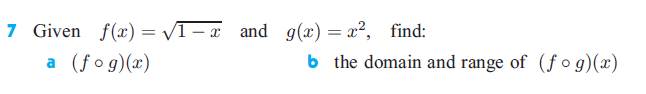 7 Given f(x) = √1 − x and g(x) = x², find:
a (f ∘ g)(x) b the domain and range of (f ∘ g)(x)